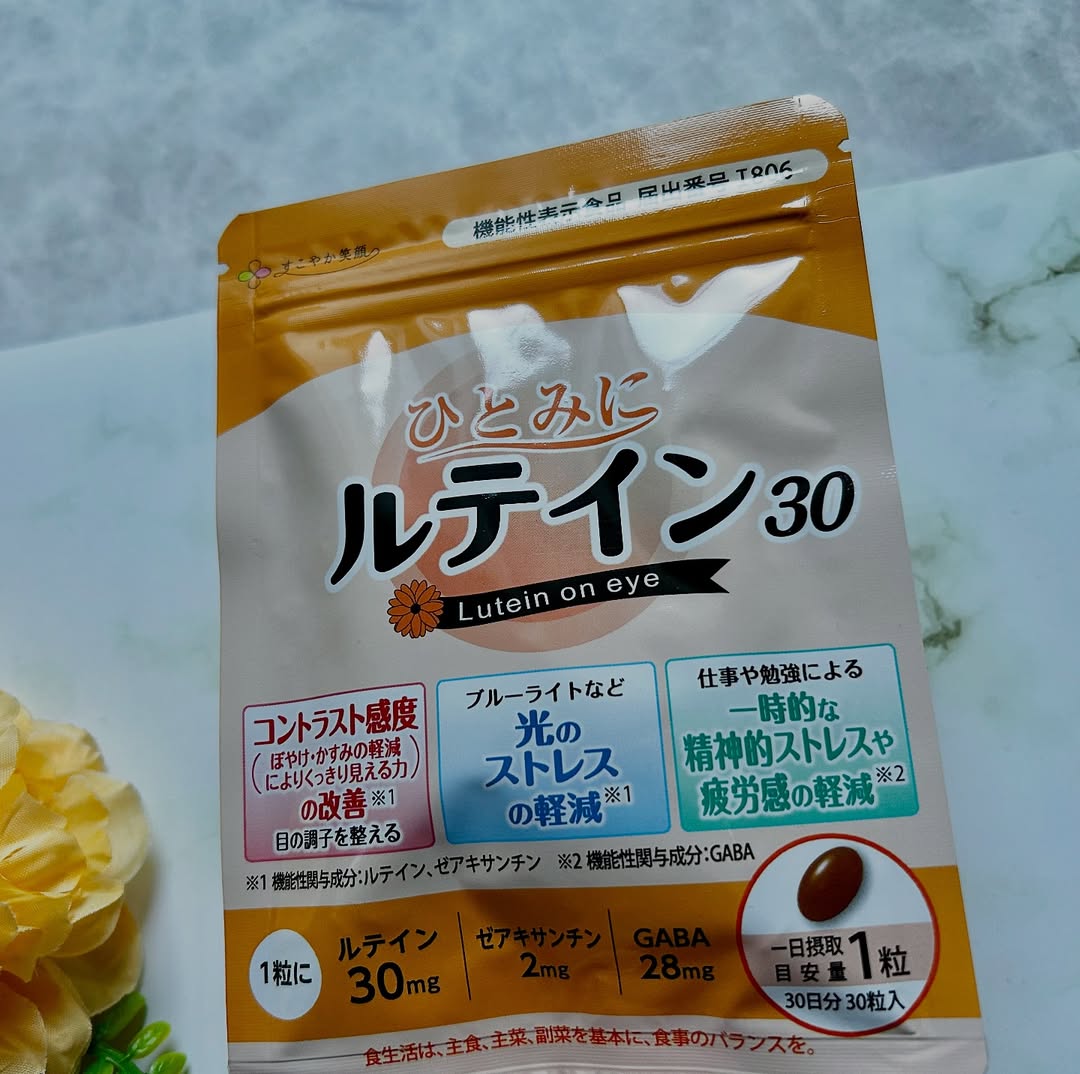 機能性表示食品 届出番号 I806
すこやか笑顔
ひとみに
ルテイン30
Lutein on eye
コントラスト感度
(ぼやけ・かすみの軽減
によりくっきり見える力)
の改善※1
目の調子を整える
ブルーライトなど
光の
ストレス
の軽減※1
仕事や勉強による
一時的な
精神的ストレスや
疲労感の軽減※2
※1 機能性関与成分:ルテイン、ゼアキサンチン ※2 機能性関与成分:GABA
1粒に
ルテイン
30mg
ゼアキサンチン
2mg
GABA
28mg
一日摂取
目安量
1粒
30日分 30粒入
食生活は、主食、主菜、副菜を基本に、食事のバランスを。